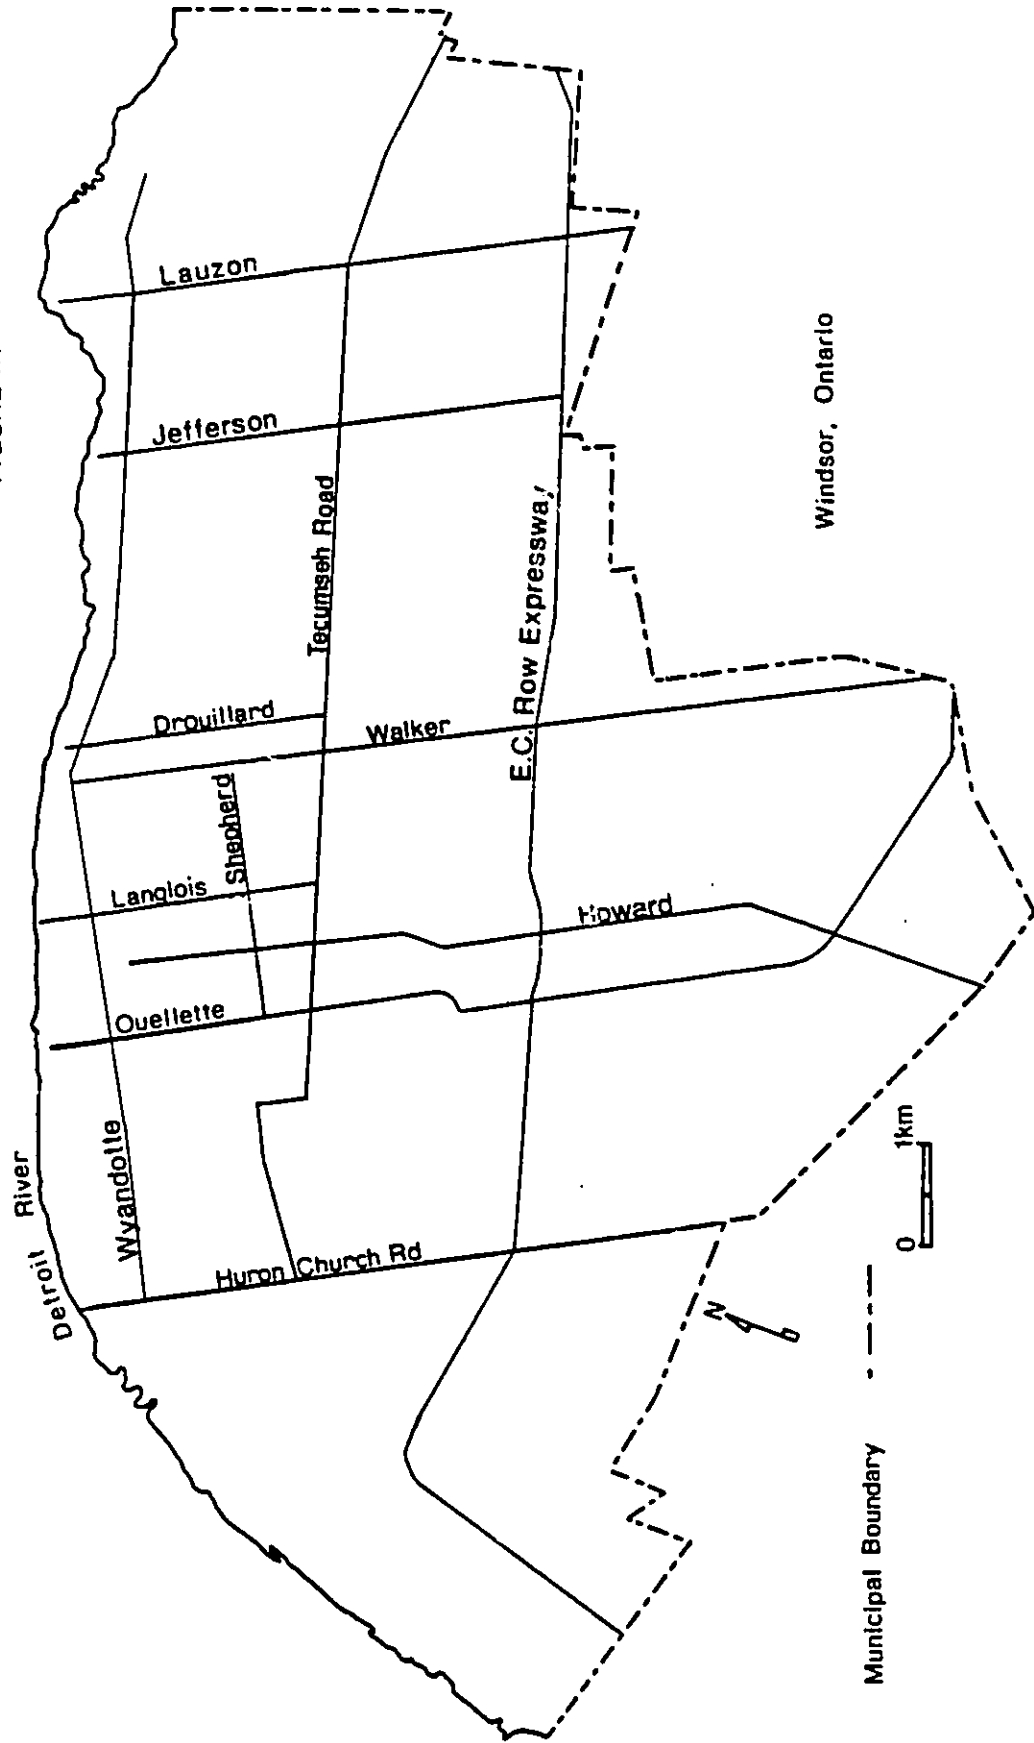 Detroit River
Lauzon
Jefferson
Tecumseh Road
E.C. Row Expressway
Drouillard
Walker
Shepherd
Langlois
Howard
Ouellette
Wyandotte
Huron Church Rd
Windsor, Ontario
N
0 1km
Municipal Boundary